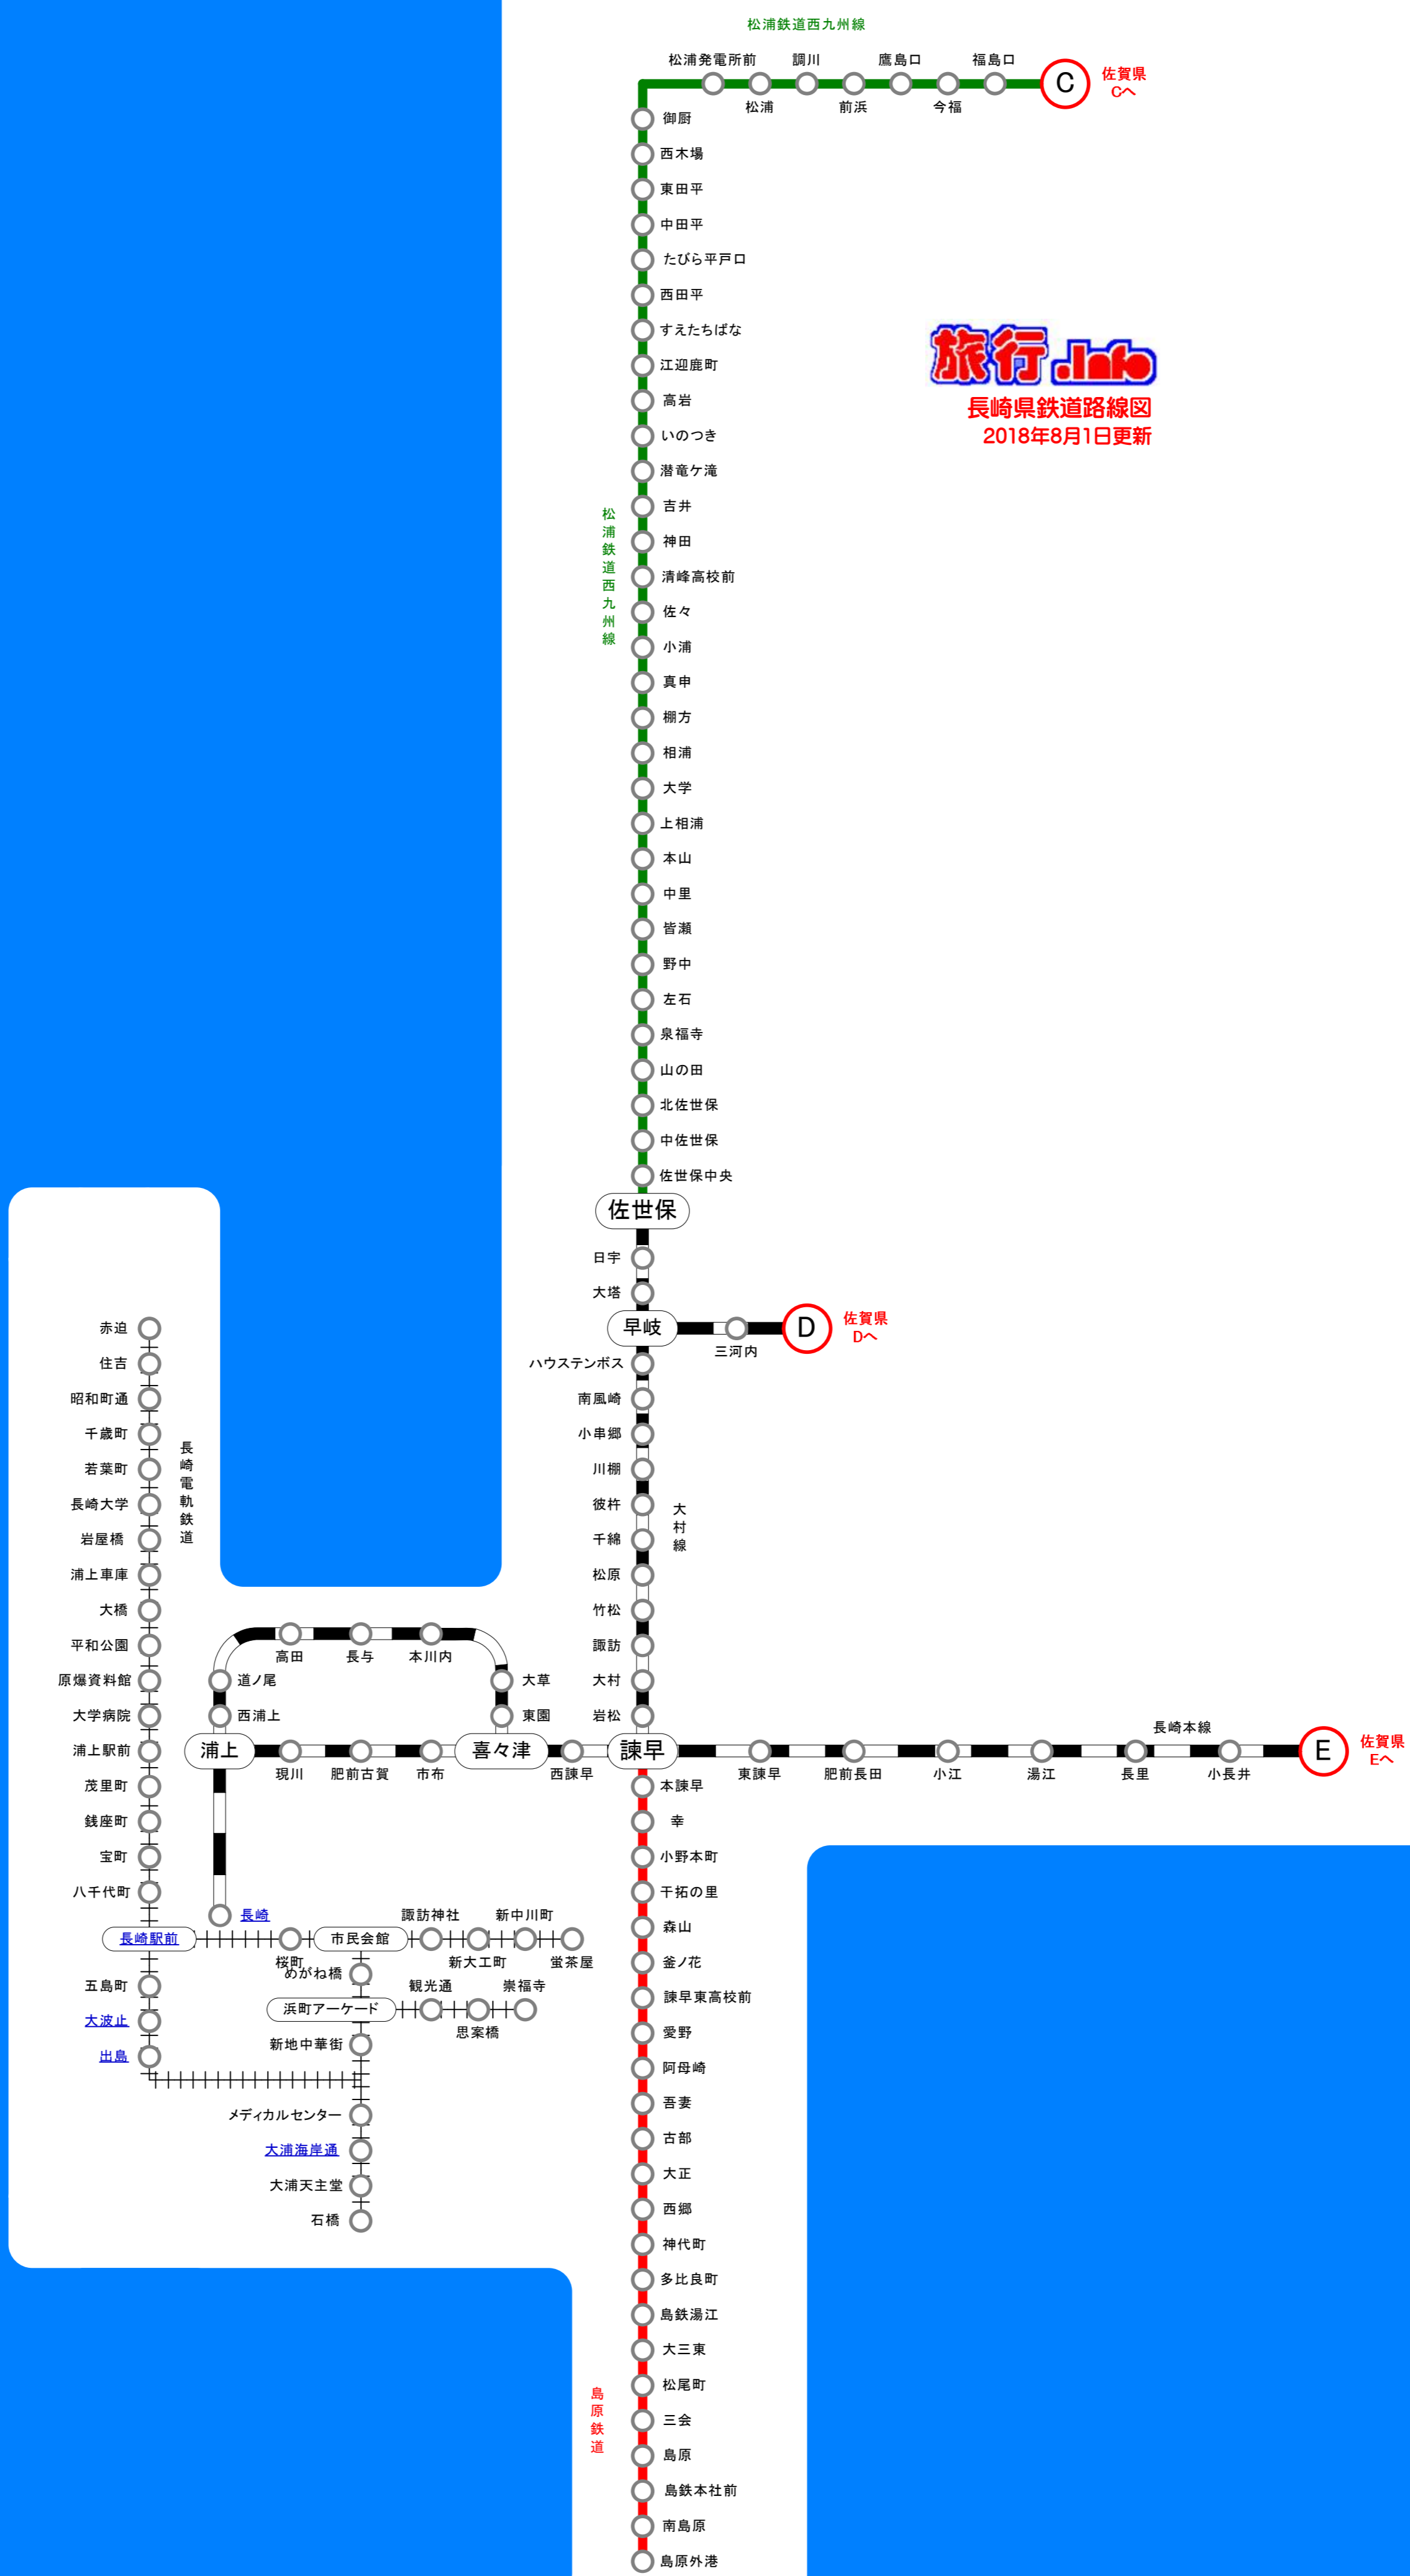 松浦鉄道西九州線
松浦発電所前
調川
鷹島口
福島口
松浦
前浜
今福
C
佐賀県
Cへ
御厨
西木場
東田平
中田平
たびら平戸口
西田平
すえたちばな
江迎鹿町
高岩
いのつき
潜竜ケ滝
吉井
神田
清峰高校前
佐々
小浦
真申
棚方
相浦
大学
上相浦
本山
中里
皆瀬
野中
左石
泉福寺
山の田
北佐世保
中佐世保
佐世保中央
松浦鉄道西九州線
旅行.Info
長崎県鉄道路線図
2018年8月1日更新
佐世保
日宇
大塔
早岐
三河内
D
佐賀県
Dへ
ハウステンボス
南風崎
小串郷
川棚
彼杵
千綿
松原
竹松
諏訪
大村
岩松
大村線
赤迫
住吉
昭和町通
千歳町
若葉町
長崎大学
岩屋橋
浦上車庫
大橋
平和公園
原爆資料館
大学病院
浦上駅前
茂里町
銭座町
宝町
八千代町
長崎電軌鉄道
高田
長与
本川内
道ノ尾
西浦上
大草
東園
浦上
現川
肥前古賀
市布
喜々津
西諫早
諫早
東諫早
肥前長田
小江
湯江
長里
小長井
長崎本線
E
佐賀県
Eへ
長崎
長崎駅前
桜町
市民会館
諏訪神社
新大工町
新中川町
蛍茶屋
めがね橋
浜町アーケード
観光通
思案橋
崇福寺
五島町
大波止
出島
新地中華街
メディカルセンター
大浦海岸通
大浦天主堂
石橋
本諫早
幸
小野本町
干拓の里
森山
釜ノ花
諫早東高校前
愛野
阿母崎
吾妻
古部
大正
西郷
神代町
多比良町
島鉄湯江
大三東
松尾町
三会
島原
島鉄本社前
南島原
島原外港
島原鉄道